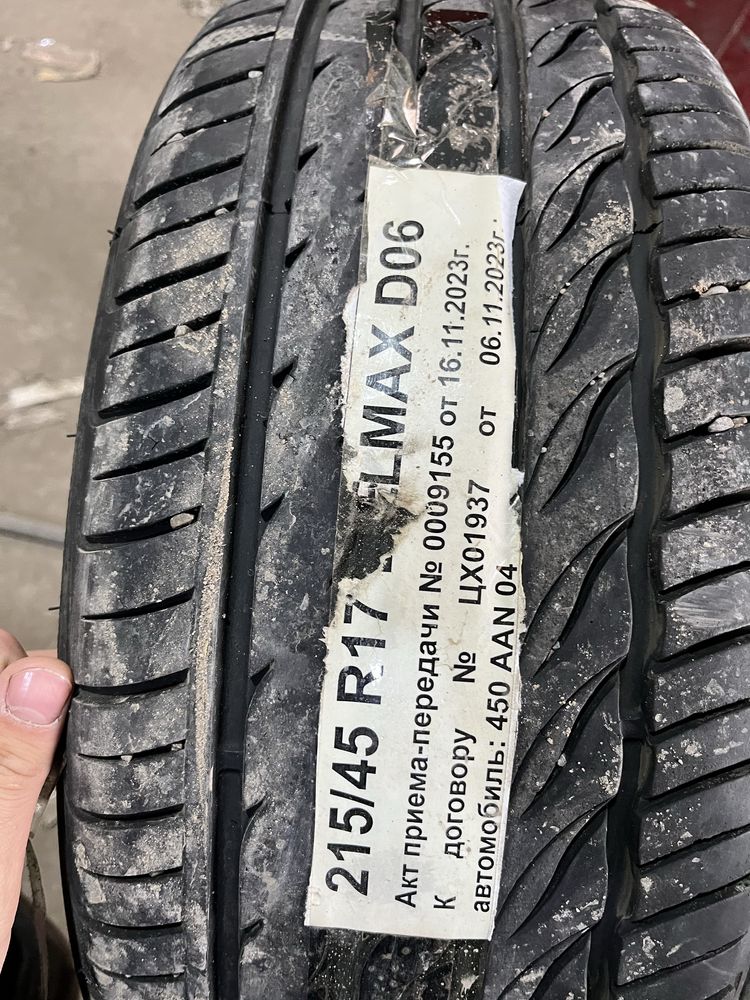 215/45 R17 LMAX D06
Акт приема-передачи № 0009155 от 16.11.2023г.
К договору № ЦХ01937 от 06.11.2023г.
автомобиль: 450 AAN 04